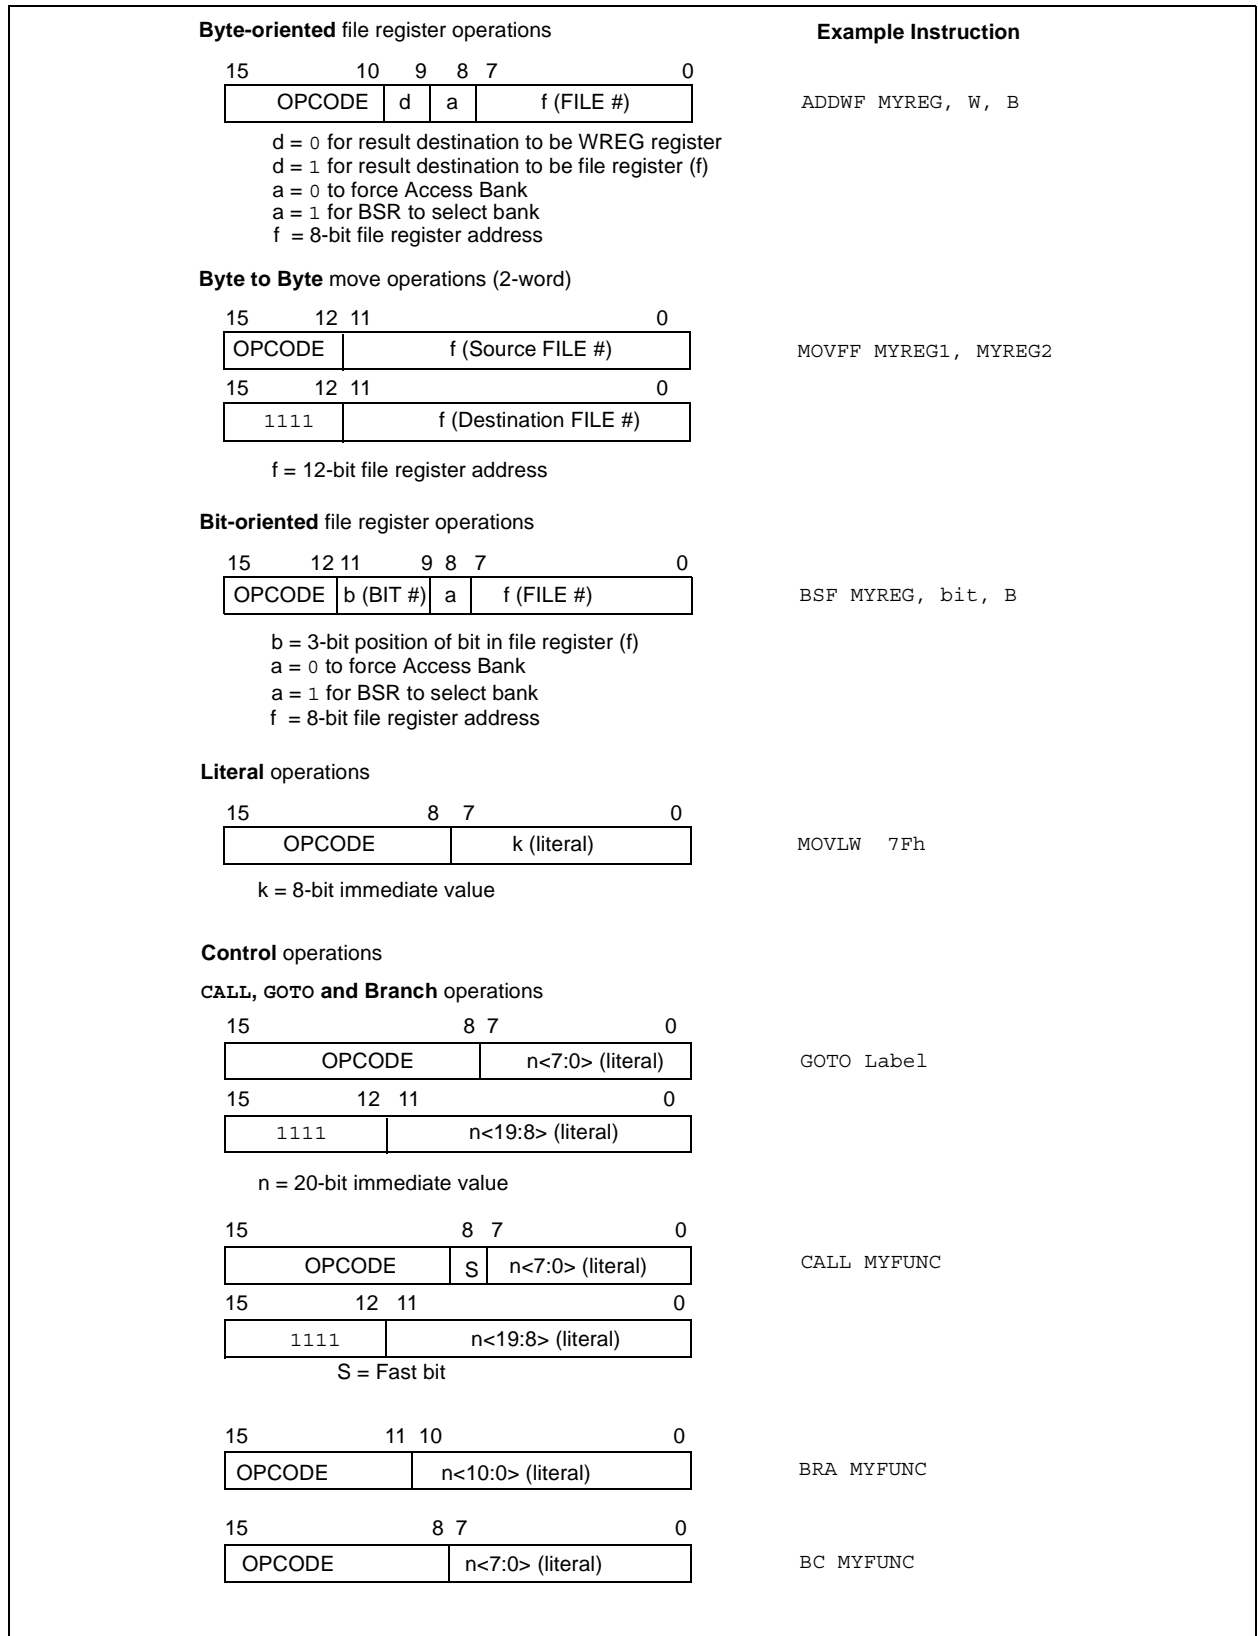 Byte-oriented file register operations Example Instruction
15 10 9 8 7 0
OPCODE d a f (FILE #) ADDWF MYREG, W, B
d = 0 for result destination to be WREG register
d = 1 for result destination to be file register (f)
a = 0 to force Access Bank
a = 1 for BSR to select bank
f = 8-bit file register address
Byte to Byte move operations (2-word)
15 12 11 0
OPCODE f (Source FILE #) MOVFF MYREG1, MYREG2
15 12 11 0
1111 f (Destination FILE #)
f = 12-bit file register address
Bit-oriented file register operations
15 12 11 9 8 7 0
OPCODE b (BIT #) a f (FILE #) BSF MYREG, bit, B
b = 3-bit position of bit in file register (f)
a = 0 to force Access Bank
a = 1 for BSR to select bank
f = 8-bit file register address
Literal operations
15 8 7 0
OPCODE k (literal) MOVLW 7Fh
k = 8-bit immediate value
Control operations
CALL, GOTO and Branch operations
15 8 7 0
OPCODE n<7:0> (literal) GOTO Label
15 12 11 0
1111 n<19:8> (literal)
n = 20-bit immediate value
15 8 7 0
OPCODE S n<7:0> (literal) CALL MYFUNC
15 12 11 0
1111 n<19:8> (literal)
S = Fast bit
15 11 10 0
OPCODE n<10:0> (literal) BRA MYFUNC
15 8 7 0
OPCODE n<7:0> (literal) BC MYFUNC